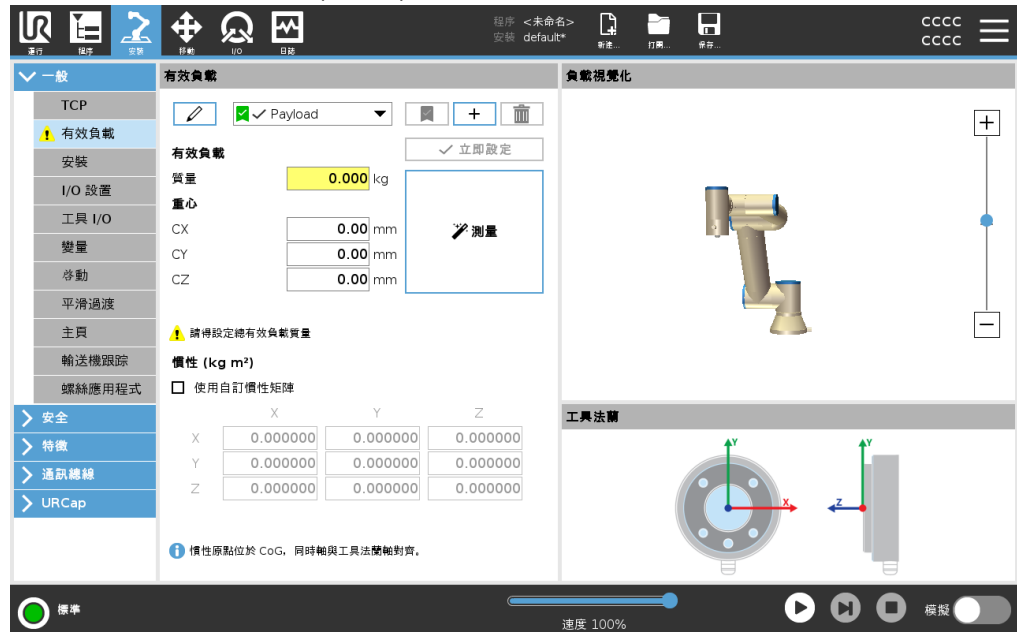 UR
运行
程序
安裝
移動
I/O
日誌
程序 <未命名>
安裝 default*
新建...
打開...
保存...
CCCC
CCCC
一般
TCP
有效負載
安裝
I/O 設置
工具 I/O
變量
啓動
平滑過渡
主頁
輸送機跟踪
螺絲應用程式
安全
特徵
通訊總線
URCap
有效負載
Payload
+
立即設定
有效負載
質量 0.000 kg
重心
CX 0.00 mm
CY 0.00 mm
CZ 0.00 mm
測量
請得設定總有效負載質量
慣性 (kg m²)
使用自訂慣性矩陣
X Y Z
X 0.000000 0.000000 0.000000
Y 0.000000 0.000000 0.000000
Z 0.000000 0.000000 0.000000
慣性原點位於 CoG, 同時軸與工具法蘭軸對齊。
負載視覺化
工具法蘭
Y
X
Y
Z
標準
速度 100%
模擬